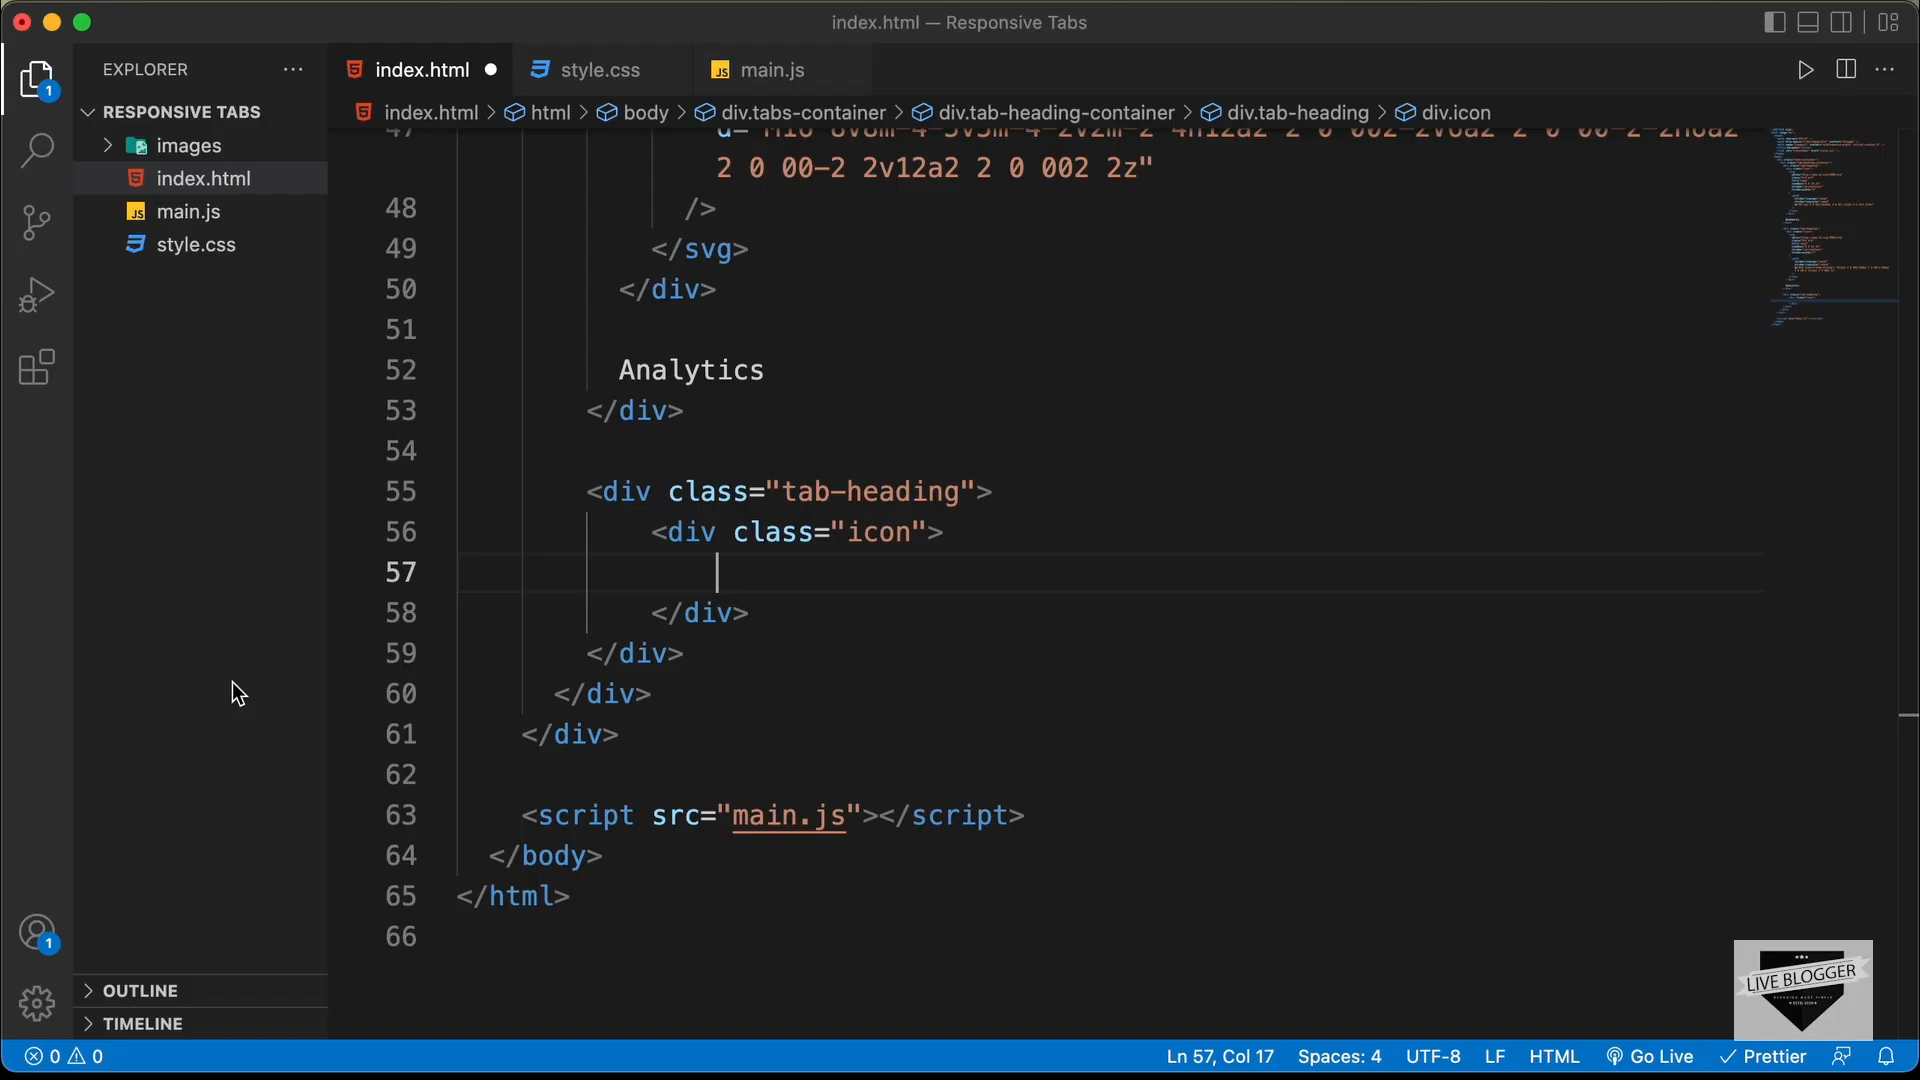 index.html — Responsive Tabs
EXPLORER
index.html
style.css
main.js
index.html > html > body > div.tabs-container > div.tab-heading-container > div.tab-heading > div.icon
RESPONSIVE TABS
images
index.html
main.js
style.css
2 0 00-2 2v12a2 2 0 002 2z"
48 />
49 </svg>
50 </div>
51
52 Analytics
53 </div>
54
55 <div class="tab-heading">
56 <div class="icon">
57
58 </div>
59 </div>
60 </div>
61 </div>
62
63 <script src="main.js"></script>
64 </body>
65 </html>
66
1
1
OUTLINE
TIMELINE
LIVE BLOGGER
0 0
Ln 57, Col 17
Spaces: 4
UTF-8
LF
HTML
Go Live
Prettier